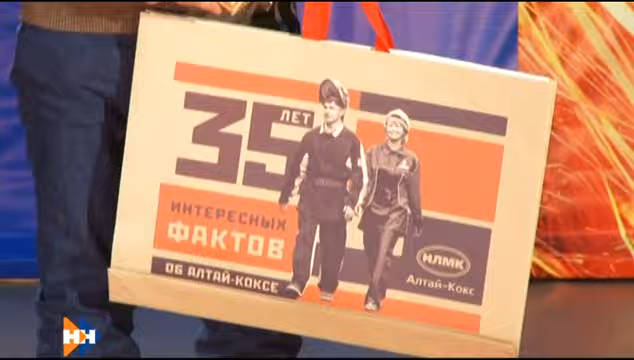 35 ЛЕТ
ИНТЕРЕСНЫХ
ФАКТОВ
ОБ АЛТАЙ-КОКСЕ
НЛМК
Алтай-Кокс
НН